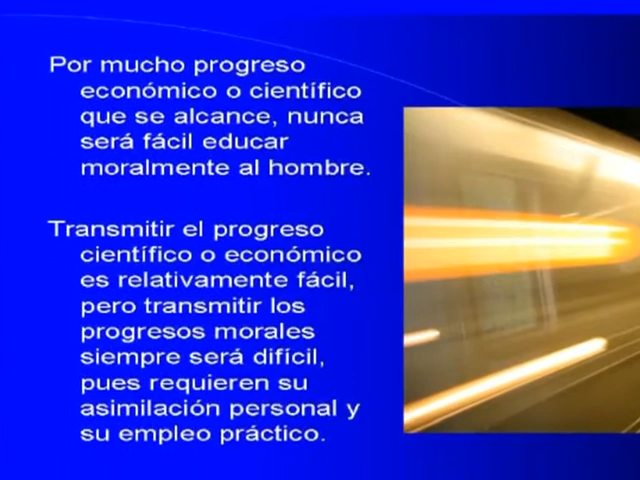 Por mucho progreso
económico o científico
que se alcance, nunca
será fácil educar
moralmente al hombre.
Transmitir el progreso
científico o económico
es relativamente fácil,
pero transmitir los
progresos morales
siempre será difícil,
pues requieren su
asimilación personal y
su empleo práctico.